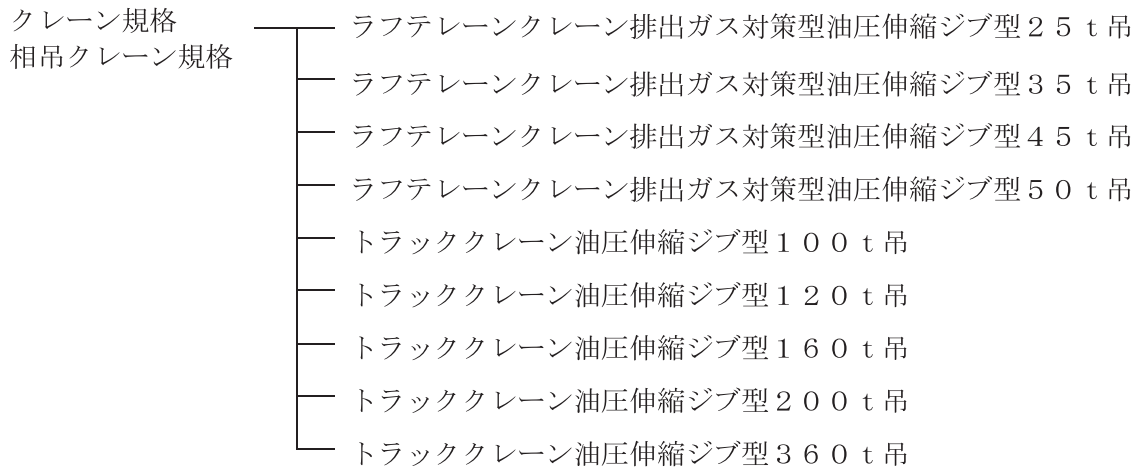 クレーン規格
相吊クレーン規格
ラフテレーンクレーン排出ガス対策型油圧伸縮ジブ型２５ｔ吊
ラフテレーンクレーン排出ガス対策型油圧伸縮ジブ型３５ｔ吊
ラフテレーンクレーン排出ガス対策型油圧伸縮ジブ型４５ｔ吊
ラフテレーンクレーン排出ガス対策型油圧伸縮ジブ型５０ｔ吊
トラッククレーン油圧伸縮ジブ型１００ｔ吊
トラッククレーン油圧伸縮ジブ型１２０ｔ吊
トラッククレーン油圧伸縮ジブ型１６０ｔ吊
トラッククレーン油圧伸縮ジブ型２００ｔ吊
トラッククレーン油圧伸縮ジブ型３６０ｔ吊